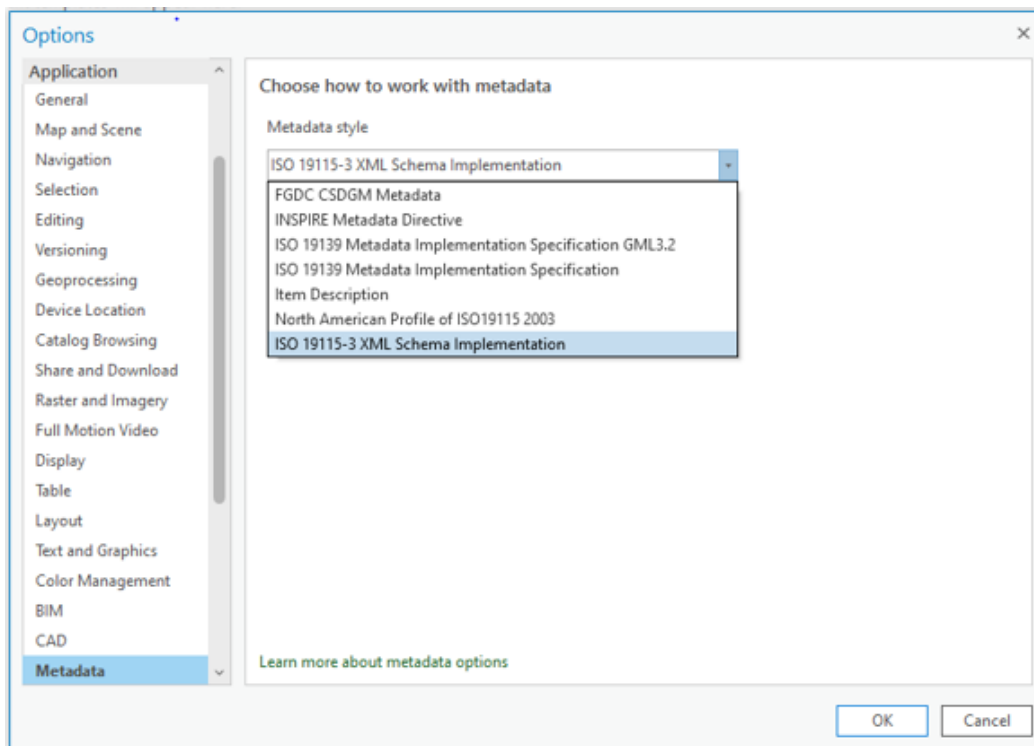 Options
Application
General
Map and Scene
Navigation
Selection
Editing
Versioning
Geoprocessing
Device Location
Catalog Browsing
Share and Download
Raster and Imagery
Full Motion Video
Display
Table
Layout
Text and Graphics
Color Management
BIM
CAD
Metadata
Choose how to work with metadata
Metadata style
ISO 19115-3 XML Schema Implementation
FGDC CSDGM Metadata
INSPIRE Metadata Directive
ISO 19139 Metadata Implementation Specification GML3.2
ISO 19139 Metadata Implementation Specification
Item Description
North American Profile of ISO19115 2003
ISO 19115-3 XML Schema Implementation
Learn more about metadata options
OK
Cancel